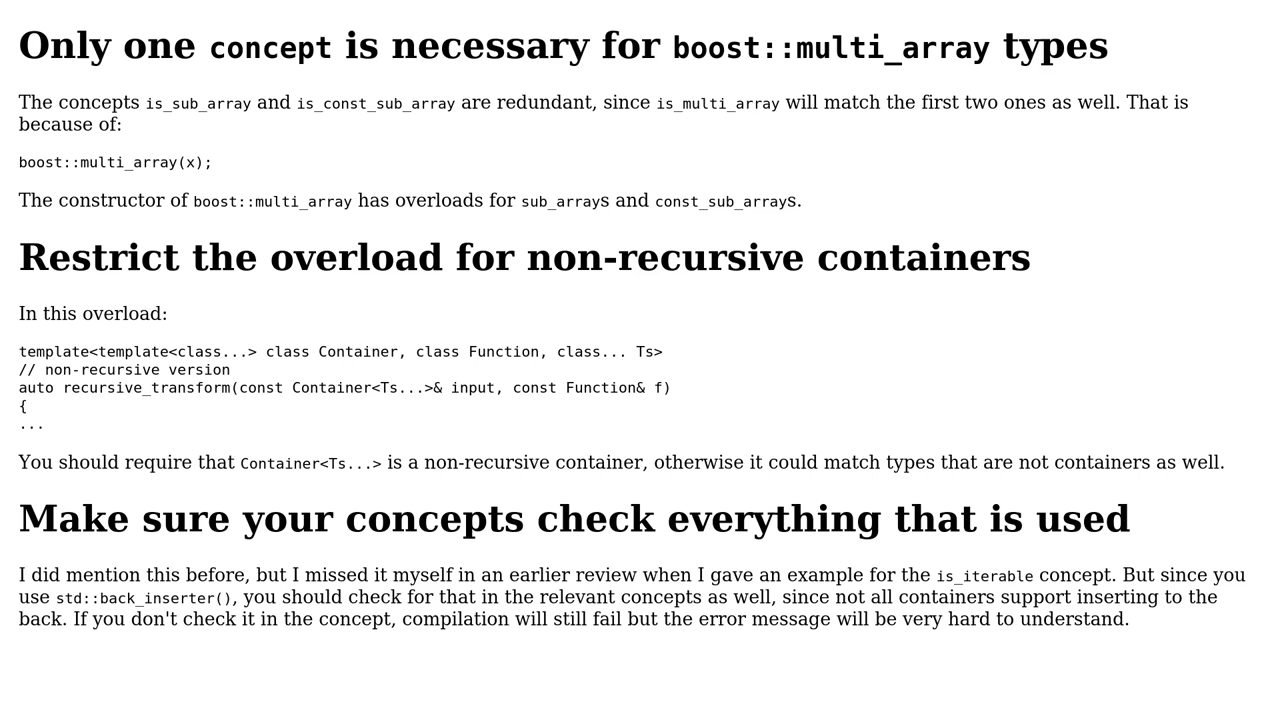 Only one concept is necessary for boost::multi_array types
The concepts is_sub_array and is_const_sub_array are redundant, since is_multi_array will match the first two ones as well. That is
because of:
boost::multi_array(x);
The constructor of boost::multi_array has overloads for sub_arrays and const_sub_arrays.
Restrict the overload for non-recursive containers
In this overload:
template<template<class...> class Container, class Function, class... Ts>
// non-recursive version
auto recursive_transform(const Container<Ts...>& input, const Function& f)
{
...
You should require that Container<Ts...> is a non-recursive container, otherwise it could match types that are not containers as well.
Make sure your concepts check everything that is used
I did mention this before, but I missed it myself in an earlier review when I gave an example for the is_iterable concept. But since you
use std::back_inserter(), you should check for that in the relevant concepts as well, since not all containers support inserting to the
back. If you don't check it in the concept, compilation will still fail but the error message will be very hard to understand.